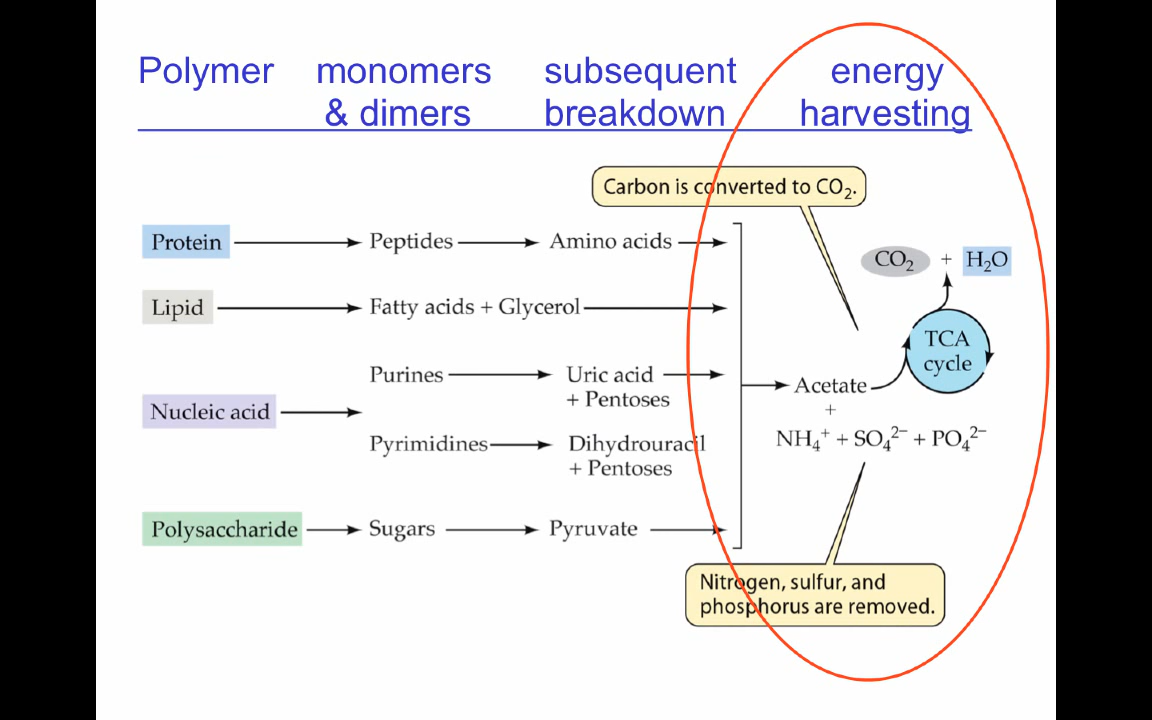 Polymer monomers subsequent energy
& dimers breakdown harvesting
Carbon is converted to CO₂.
Protein Peptides Amino acids
CO₂ + H₂O
Lipid Fatty acids + Glycerol
TCA
cycle
Purines Uric acid
+ Pentoses
Acetate
+
Nucleic acid
NH₄⁺ + SO₄²⁻ + PO₄²⁻
Pyrimidines Dihydrouracil
+ Pentoses
Polysaccharide Sugars Pyruvate
Nitrogen, sulfur, and
phosphorus are removed.